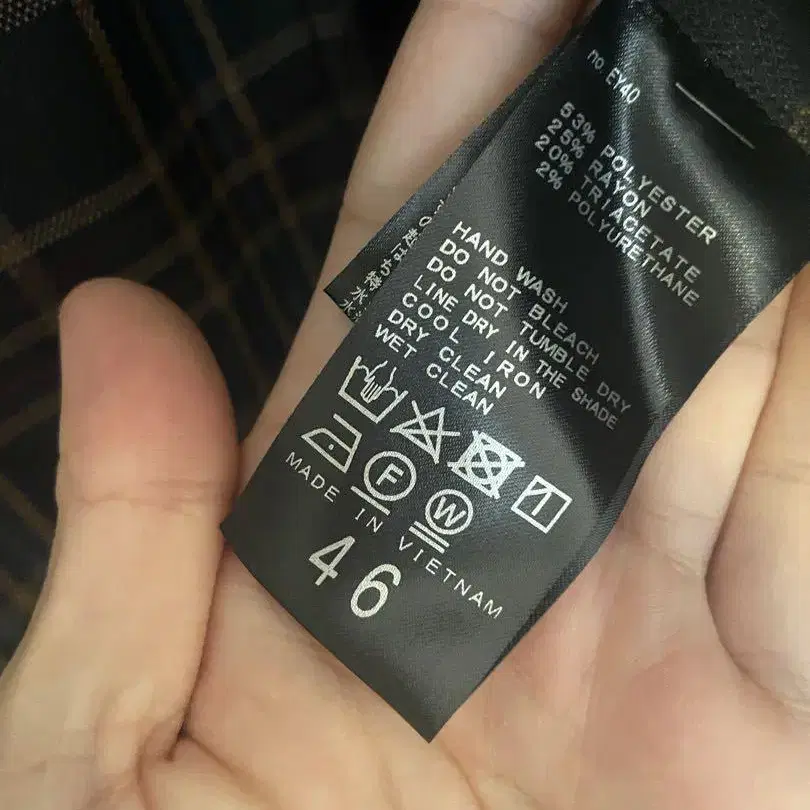 no. EY40
53% POLYESTER
25% RAYON
20% TRIACETATE
2% POLYURETHANE
HAND WASH
DO NOT BLEACH
DO NOT TUMBLE DRY
LINE DRY IN THE SHADE
COOL IRON
DRY CLEAN
WET CLEAN
F
W
MADE IN VIETNAM
46